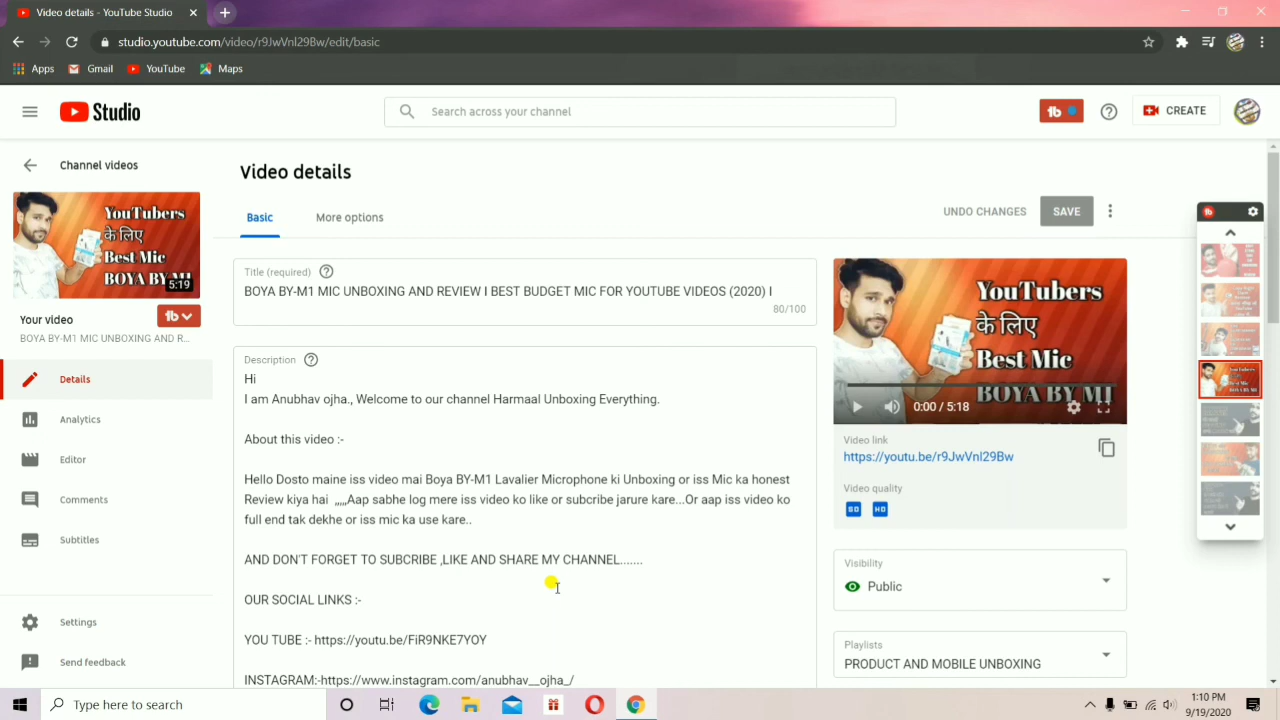 Video details - YouTube Studio
studio.youtube.com/video/r9JwVnl29Bw/edit/basic
Apps
Gmail
YouTube
Maps
Studio
Search across your channel
CREATE
Channel videos
YouTubers
के लिए
Best Mic
BOYA BY M1
5:19
Your video
BOYA BY-M1 MIC UNBOXING AND R...
Details
Analytics
Editor
Comments
Subtitles
Settings
Send feedback
Video details
Basic
More options
UNDO CHANGES
SAVE
Title (required)
BOYA BY-M1 MIC UNBOXING AND REVIEW I BEST BUDGET MIC FOR YOUTUBE VIDEOS (2020) I
80/100
Description
Hi
I am Anubhav ojha., Welcome to our channel Harmaal Unboxing Everything.
About this video :-
Hello Dosto maine iss video mai Boya BY-M1 Lavalier Microphone ki Unboxing or iss Mic ka honest
Review kiya hai ,,,,,Aap sabhe log mere iss video ko like or subcribe jarure kare...Or aap iss video ko
full end tak dekhe or iss mic ka use kare..
AND DON'T FORGET TO SUBCRIBE ,LIKE AND SHARE MY CHANNEL.......
OUR SOCIAL LINKS :-
YOU TUBE :- https://youtu.be/FiR9NKE7YOY
INSTAGRAM:-https://www.instagram.com/anubhav__ojha_/
YouTubers
के लिए
Best Mic
BOYA BY M1
0:00 / 5:18
Video link
https://youtu.be/r9JwVnl29Bw
Video quality
SD
HD
Visibility
Public
Playlists
PRODUCT AND MOBILE UNBOXING
Type here to search
1:10 PM
9/19/2020